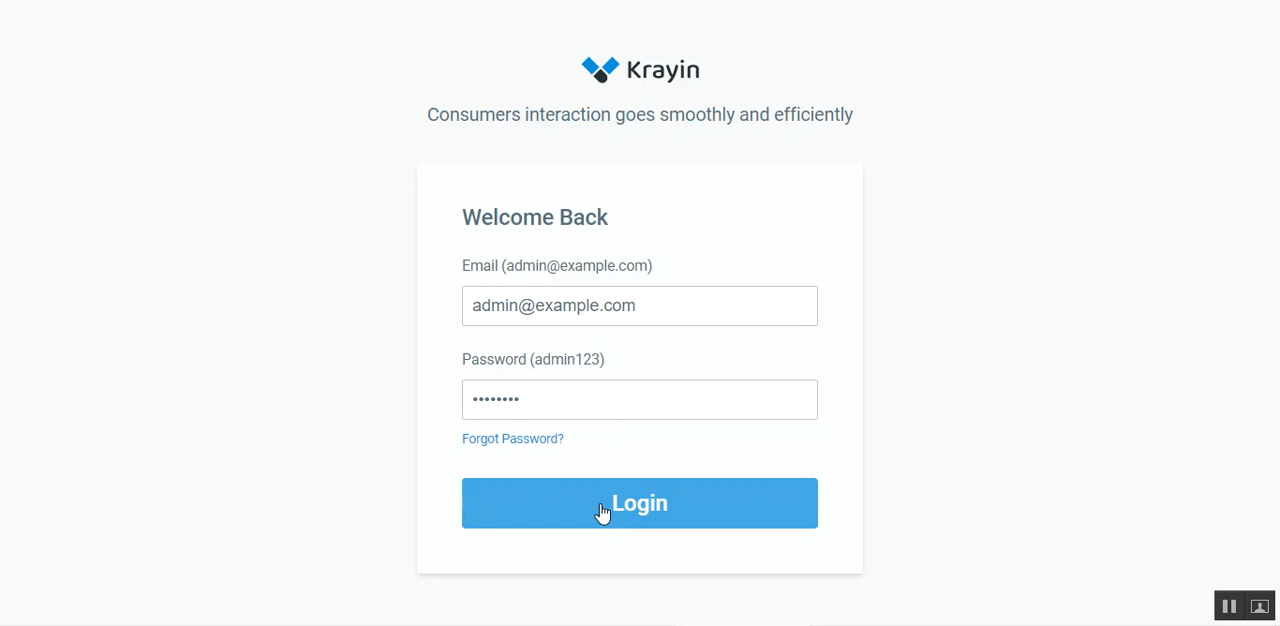 Krayin
Consumers interaction goes smoothly and efficiently
Welcome Back
Email (admin@example.com)
admin@example.com
Password (admin123)
••••••••
Forgot Password?
Login